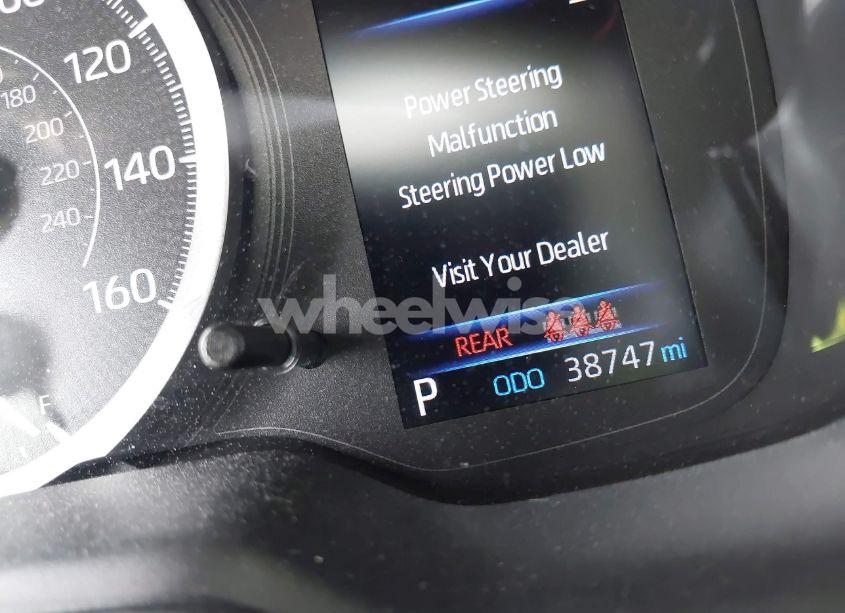 120
180
200
140
220
240
160
F
Power Steering
Malfunction
Steering Power Low
Visit Your Dealer
wheelwise
REAR
P ODO 38747 mi